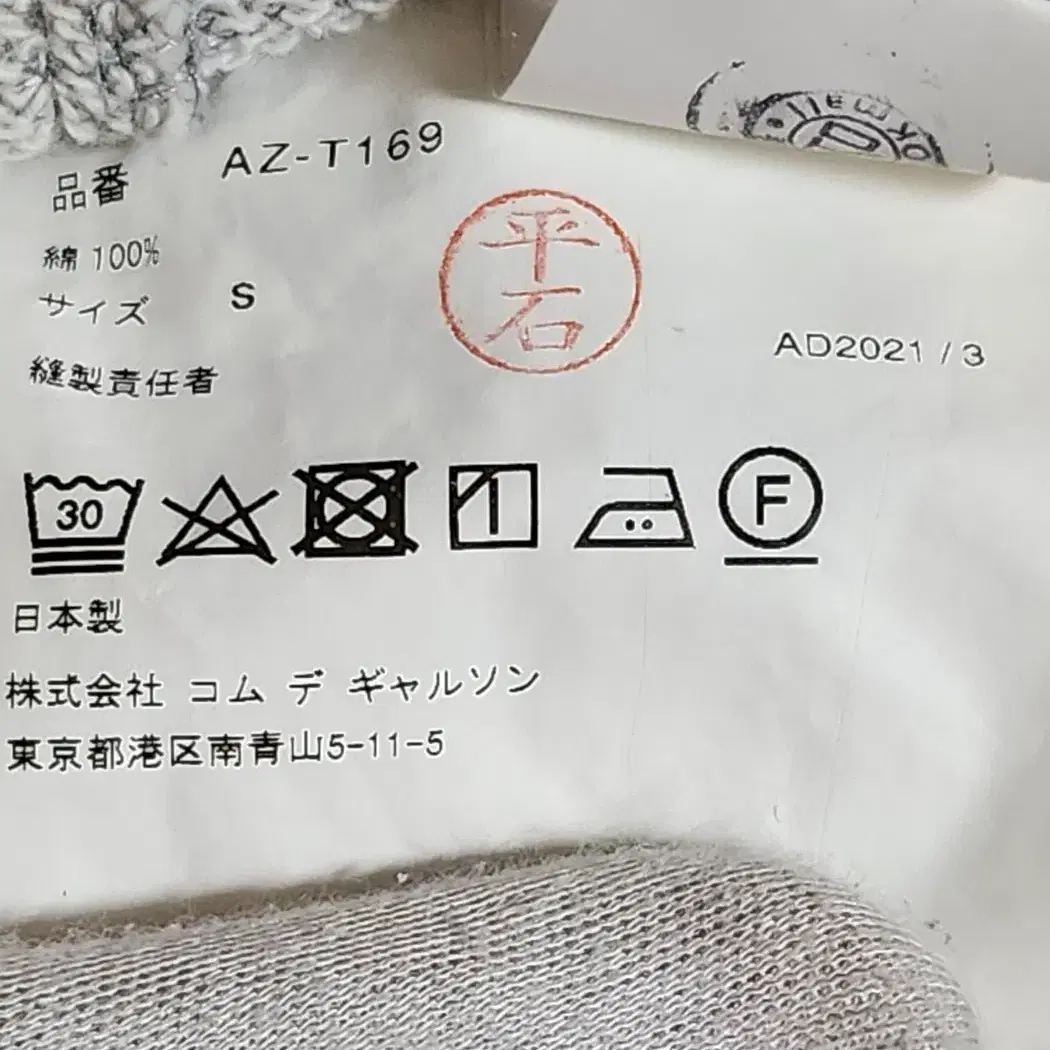 品番 AZ-T169
綿 100%
サイズ S
縫製責任者
平石
AD2021 / 3
30
F
日本製
株式会社 コム デ ギャルソン
東京都港区南青山5-11-5